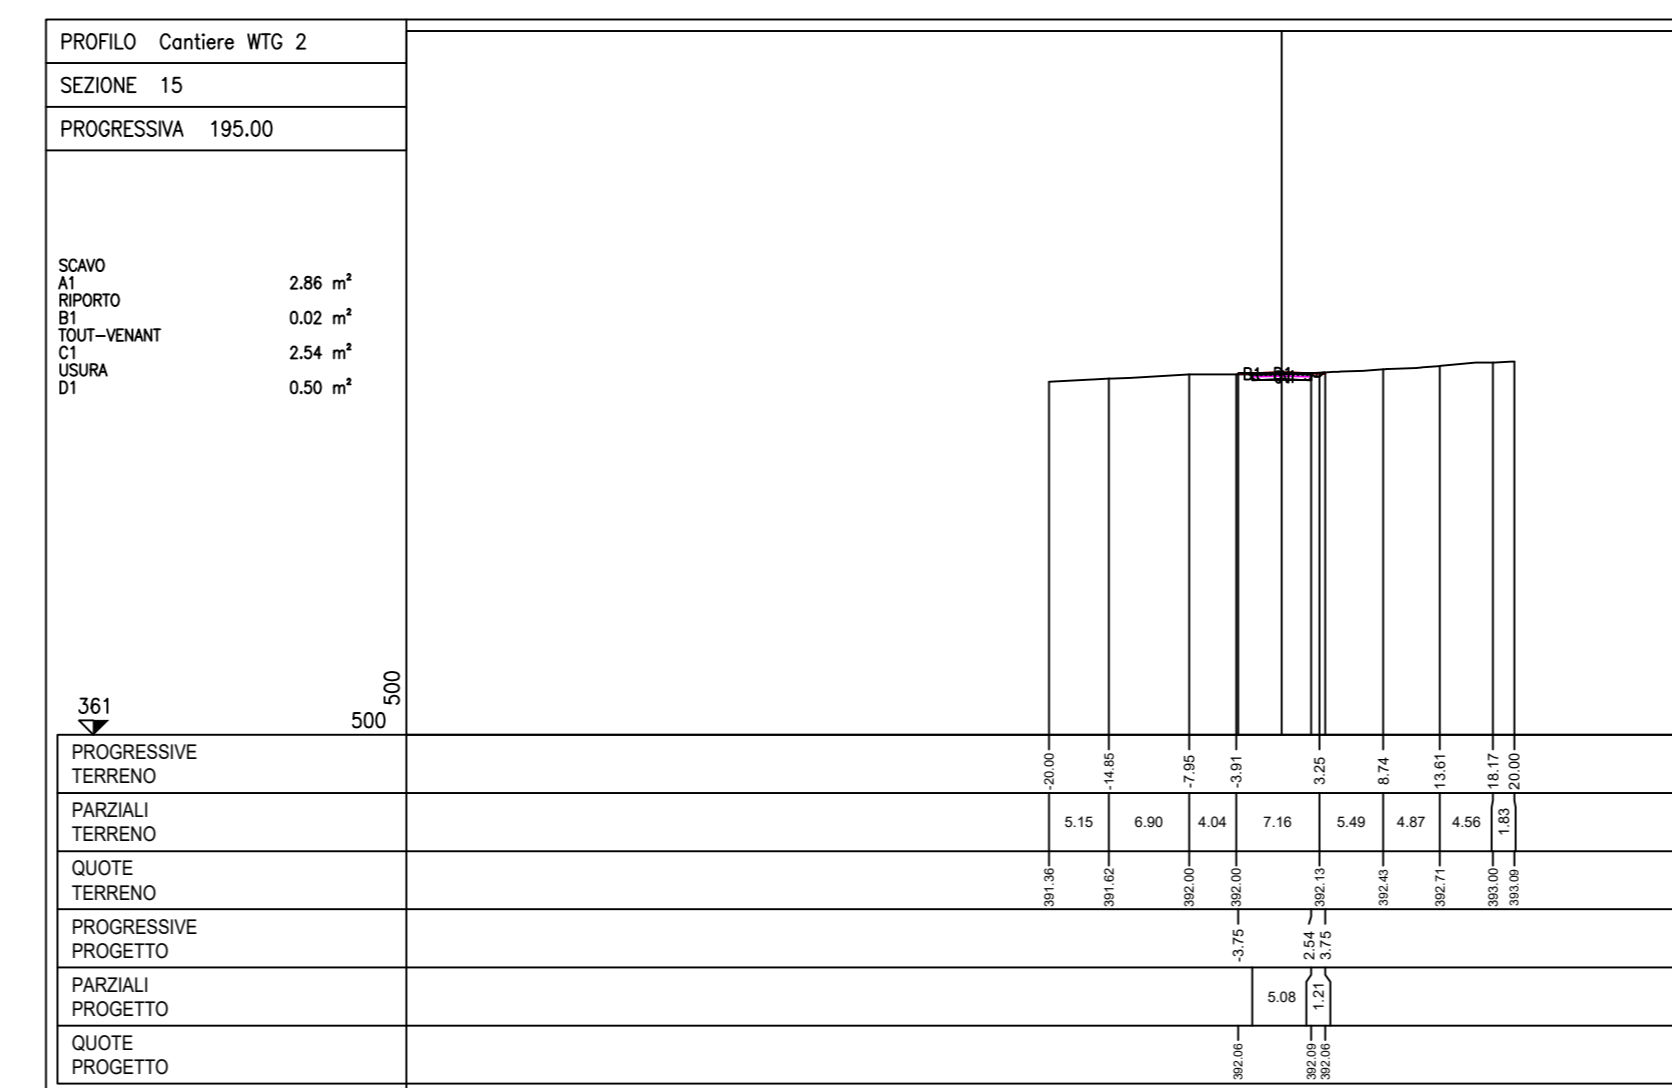 PROFILO Cantiere WTG 2
SEZIONE 15
PROGRESSIVA 195.00
SCAVO
A1 2.86 m²
RIPORTO
B1 0.02 m²
TOUT-VENANT
C1 2.54 m²
USURA
D1 0.50 m²
B1 D1
361
500
500
PROGRESSIVE
TERRENO
-20.00 -14.85 -7.95 -3.91 3.25 8.74 13.61 18.17 20.00
PARZIALI
TERRENO
5.15 6.90 4.04 7.16 5.49 4.87 4.56 1.83
QUOTE
TERRENO
391.36 391.62 392.00 392.00 392.13 392.43 392.71 393.00 393.09
PROGRESSIVE
PROGETTO
-3.75 2.54 3.75
PARZIALI
PROGETTO
5.08 1.21
QUOTE
PROGETTO
392.06 392.09 392.06